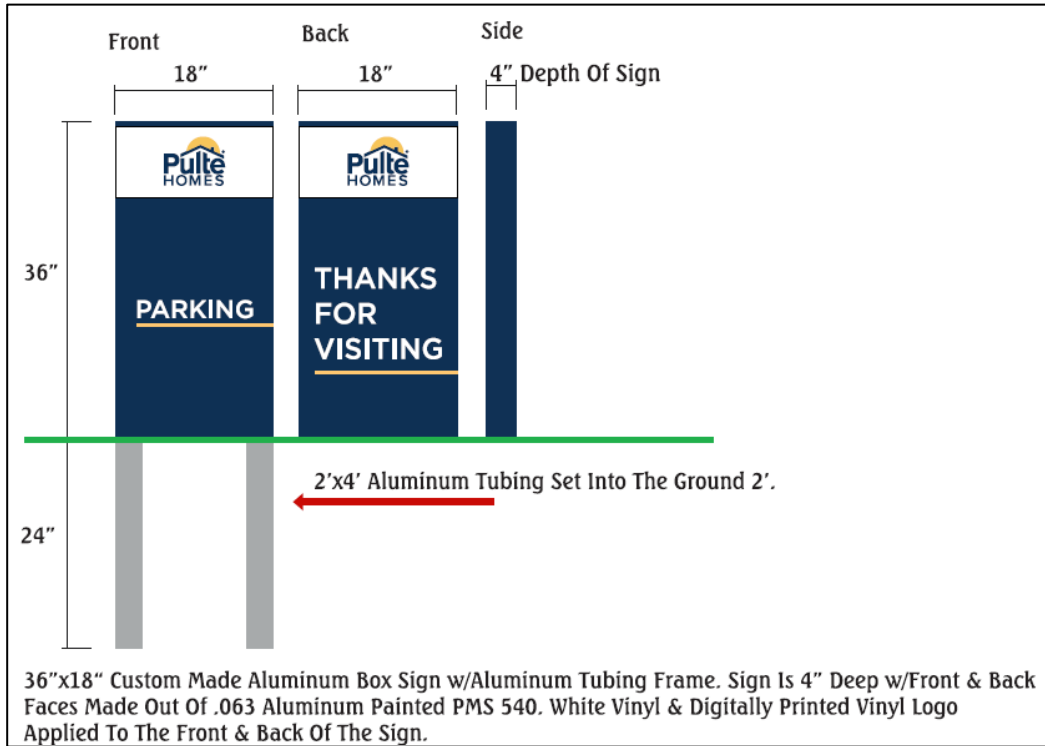 Front
Back
Side
18”
18”
4” Depth Of Sign
Pulte
HOMES
Pulte
HOMES
36”
PARKING
THANKS
FOR
VISITING
2’x4’ Aluminum Tubing Set Into The Ground 2’.
24”
36”x18“ Custom Made Aluminum Box Sign w/Aluminum Tubing Frame. Sign Is 4” Deep w/Front & Back
Faces Made Out Of .063 Aluminum Painted PMS 540. White Vinyl & Digitally Printed Vinyl Logo
Applied To The Front & Back Of The Sign.